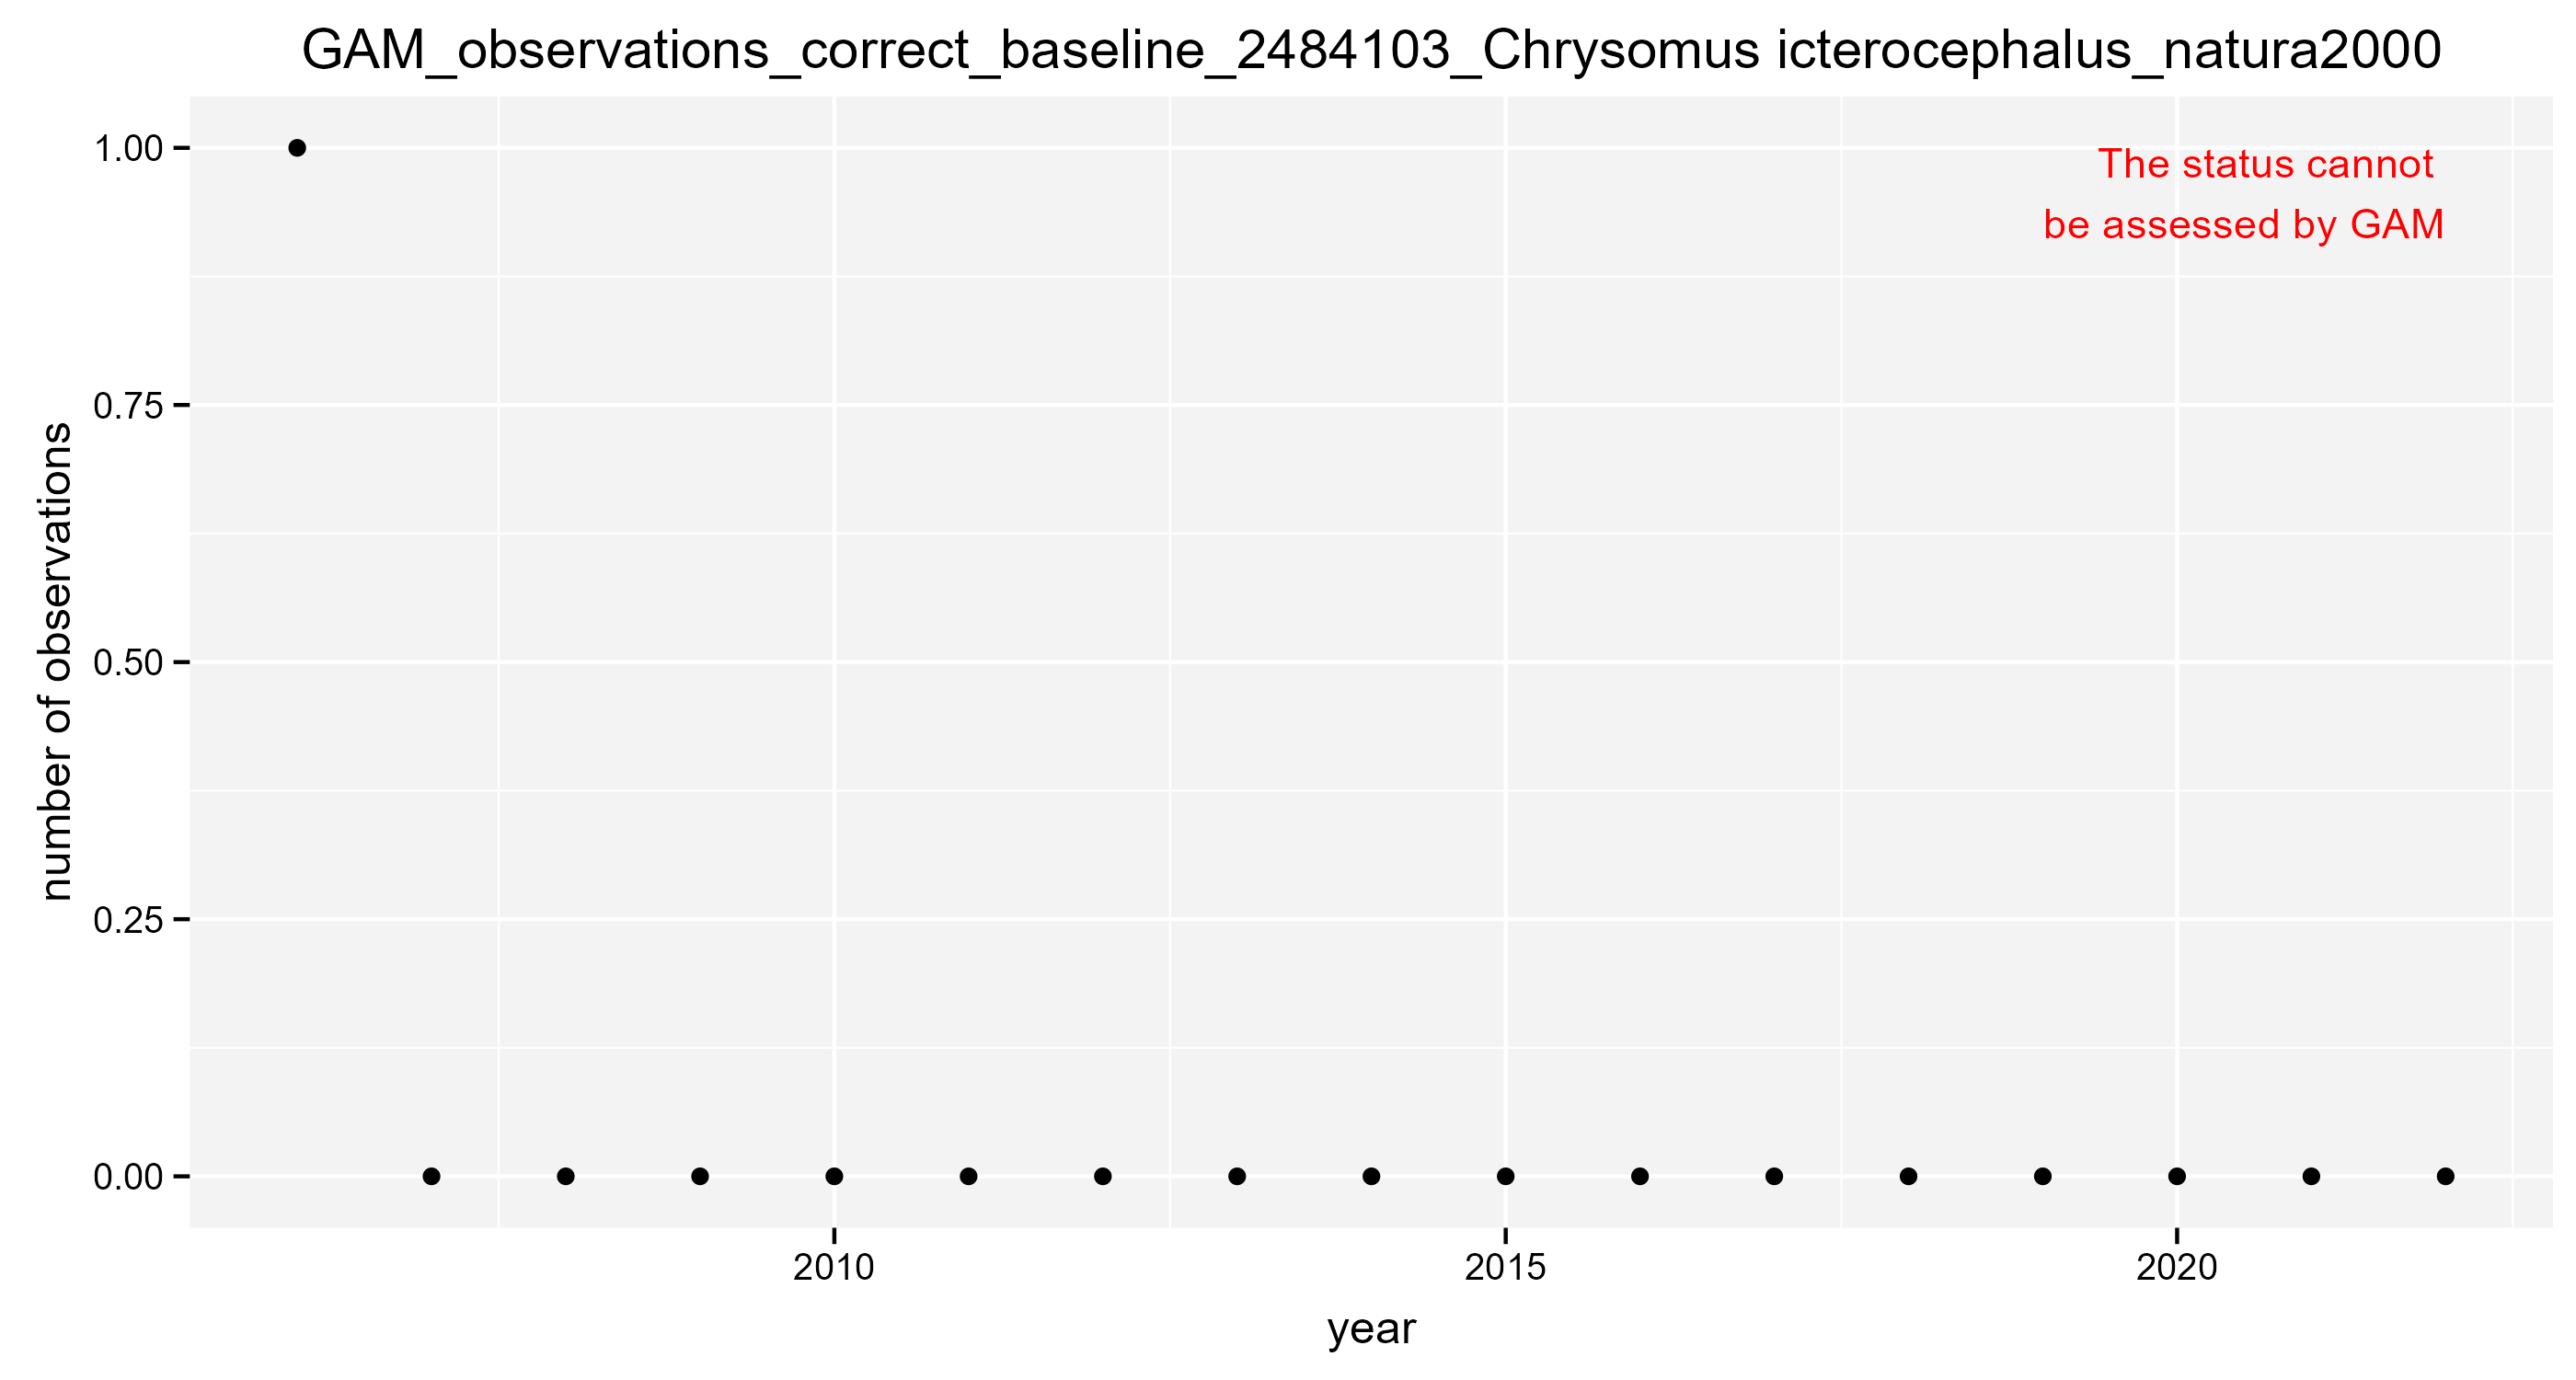 GAM_observations_correct_baseline_2484103_Chrysomus icterocephalus_natura2000
The status cannot
be assessed by GAM
1.00
0.75
0.50
0.25
0.00
number of observations
2010
2015
2020
year